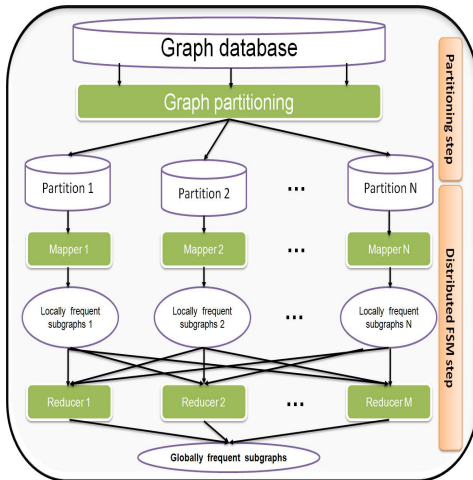 Graph database
Graph partitioning
Partitioning step
Partition 1
Partition 2
...
Partition N
Mapper 1
Mapper 2
...
Mapper N
Locally frequent
subgraphs 1
Locally frequent
subgraphs 2
...
Locally frequent
subgraphs N
Distributed FSM step
Reducer 1
Reducer 2
...
Reducer M
Globally frequent subgraphs